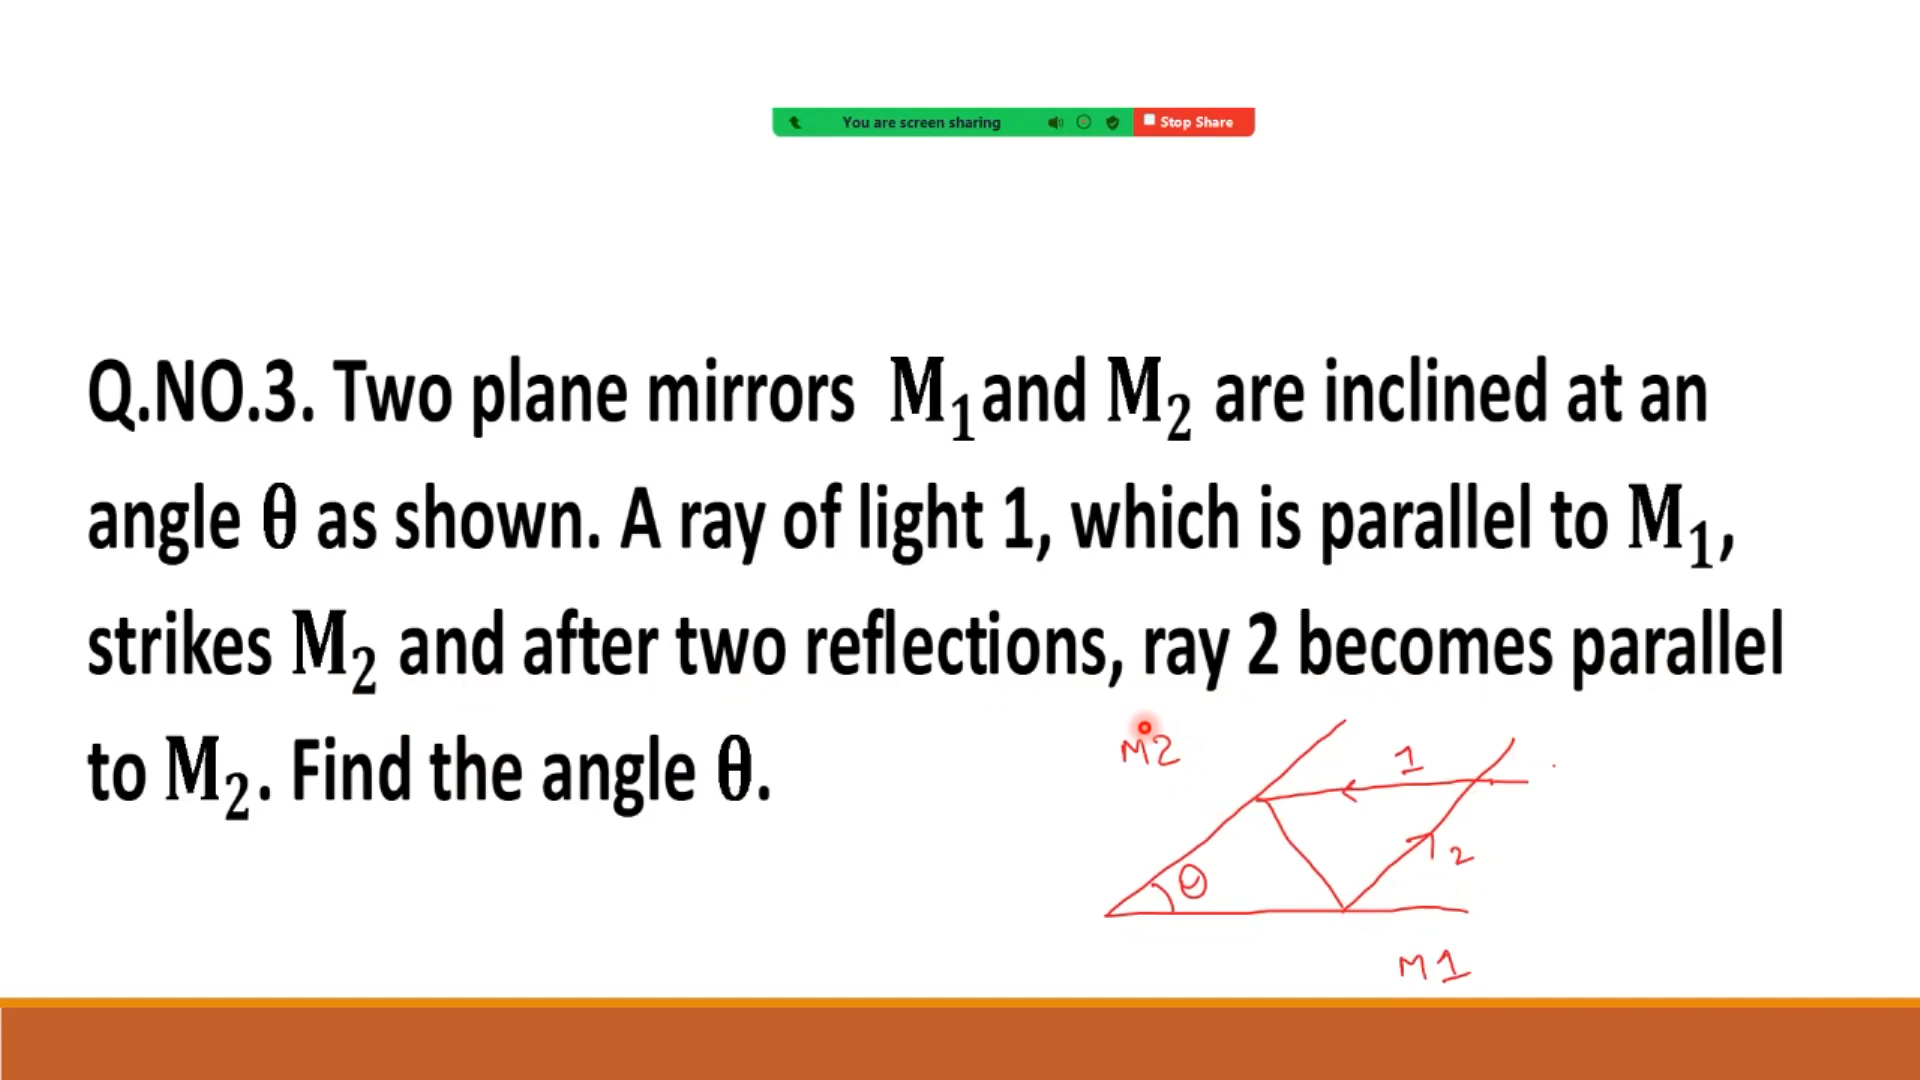 You are screen sharing Stop Share
Q.NO.3. Two plane mirrors M₁and M₂ are inclined at an
angle θ as shown. A ray of light 1, which is parallel to M₁,
strikes M₂ and after two reflections, ray 2 becomes parallel
to M₂. Find the angle θ.
M2
1
2
θ
M1